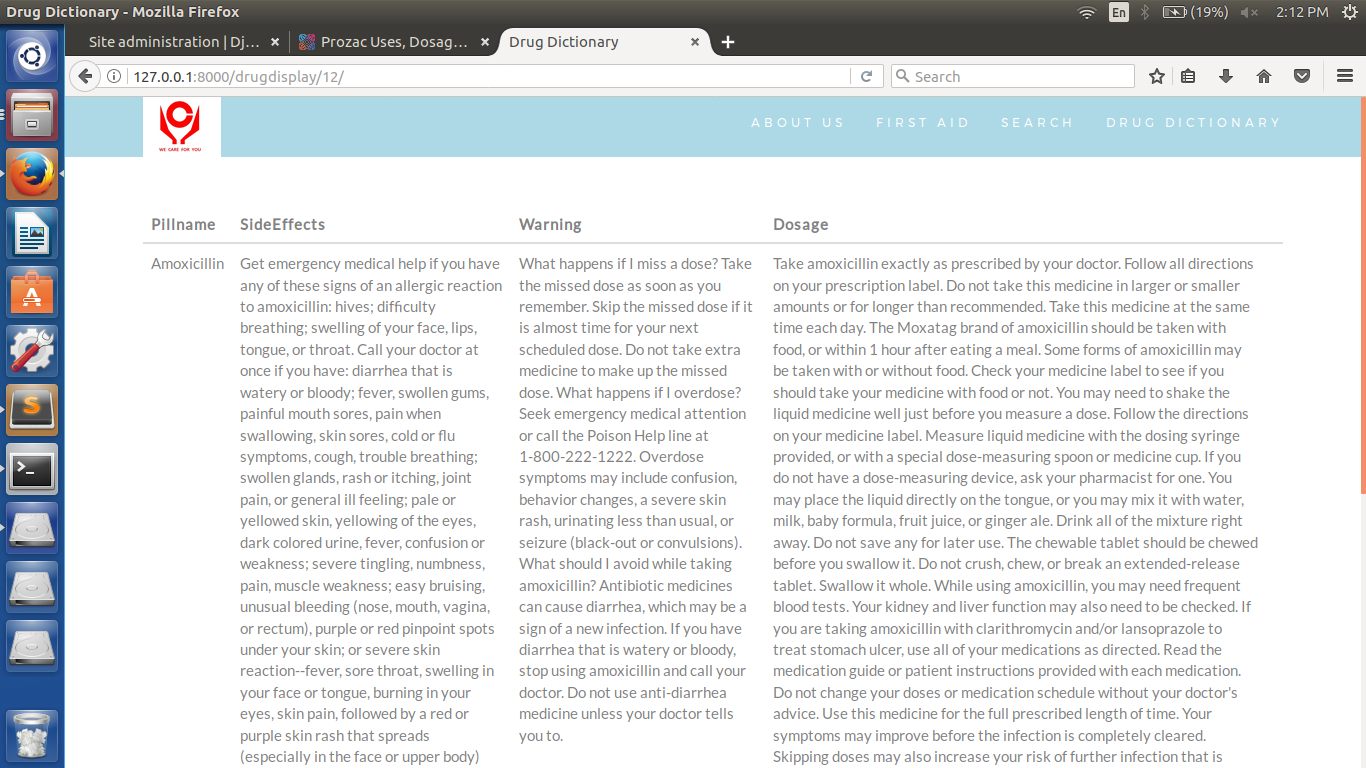 Drug Dictionary - Mozilla Firefox
En
(19%)
2:12 PM
Site administration | Dj...
Prozac Uses, Dosag...
Drug Dictionary
127.0.0.1:8000/drugdisplay/12/
Search
WE CARE FOR YOU
ABOUT US
FIRST AID
SEARCH
DRUG DICTIONARY
Pillname
SideEffects
Warning
Dosage
Amoxicillin
Get emergency medical help if you have
any of these signs of an allergic reaction
to amoxicillin: hives; difficulty
breathing; swelling of your face, lips,
tongue, or throat. Call your doctor at
once if you have: diarrhea that is
watery or bloody; fever, swollen gums,
painful mouth sores, pain when
swallowing, skin sores, cold or flu
symptoms, cough, trouble breathing;
swollen glands, rash or itching, joint
pain, or general ill feeling; pale or
yellowed skin, yellowing of the eyes,
dark colored urine, fever, confusion or
weakness; severe tingling, numbness,
pain, muscle weakness; easy bruising,
unusual bleeding (nose, mouth, vagina,
or rectum), purple or red pinpoint spots
under your skin; or severe skin
reaction--fever, sore throat, swelling in
your face or tongue, burning in your
eyes, skin pain, followed by a red or
purple skin rash that spreads
(especially in the face or upper body)
What happens if I miss a dose? Take
the missed dose as soon as you
remember. Skip the missed dose if it
is almost time for your next
scheduled dose. Do not take extra
medicine to make up the missed
dose. What happens if I overdose?
Seek emergency medical attention
or call the Poison Help line at
1-800-222-1222. Overdose
symptoms may include confusion,
behavior changes, a severe skin
rash, urinating less than usual, or
seizure (black-out or convulsions).
What should I avoid while taking
amoxicillin? Antibiotic medicines
can cause diarrhea, which may be a
sign of a new infection. If you have
diarrhea that is watery or bloody,
stop using amoxicillin and call your
doctor. Do not use anti-diarrhea
medicine unless your doctor tells
you to.
Take amoxicillin exactly as prescribed by your doctor. Follow all directions
on your prescription label. Do not take this medicine in larger or smaller
amounts or for longer than recommended. Take this medicine at the same
time each day. The Moxatag brand of amoxicillin should be taken with
food, or within 1 hour after eating a meal. Some forms of amoxicillin may
be taken with or without food. Check your medicine label to see if you
should take your medicine with food or not. You may need to shake the
liquid medicine well just before you measure a dose. Follow the directions
on your medicine label. Measure liquid medicine with the dosing syringe
provided, or with a special dose-measuring spoon or medicine cup. If you
do not have a dose-measuring device, ask your pharmacist for one. You
may place the liquid directly on the tongue, or you may mix it with water,
milk, baby formula, fruit juice, or ginger ale. Drink all of the mixture right
away. Do not save any for later use. The chewable tablet should be chewed
before you swallow it. Do not crush, chew, or break an extended-release
tablet. Swallow it whole. While using amoxicillin, you may need frequent
blood tests. Your kidney and liver function may also need to be checked. If
you are taking amoxicillin with clarithromycin and/or lansoprazole to
treat stomach ulcer, use all of your medications as directed. Read the
medication guide or patient instructions provided with each medication.
Do not change your doses or medication schedule without your doctor's
advice. Use this medicine for the full prescribed length of time. Your
symptoms may improve before the infection is completely cleared.
Skipping doses may also increase your risk of further infection that is